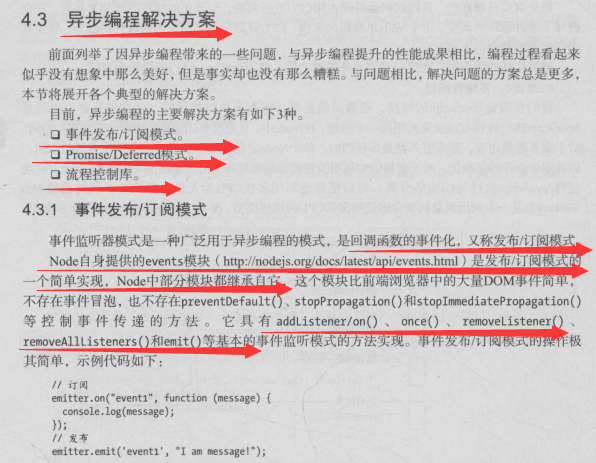 4.3 异步编程解决方案
前面列举了因异步编程带来的一些问题，与异步编程提升的性能成果相比，编程过程看起来
似乎没有想象中那么美好，但是事实却也没有那么糟糕。与问题相比，解决问题的方案总是更多，
本节将展开各个典型的解决方案。
目前，异步编程的主要解决方案有如下3种。
❑ 事件发布/订阅模式。
❑ Promise/Deferred模式。
❑ 流程控制库。
4.3.1 事件发布/订阅模式
事件监听器模式是一种广泛用于异步编程的模式，是回调函数的事件化，又称发布/订阅模式。
Node自身提供的events模块（http://nodejs.org/docs/latest/api/events.html）是发布/订阅模式的
一个简单实现，Node中部分模块都继承自它，这个模块比前端浏览器中的大量DOM事件简单，
不存在事件冒泡，也不存在preventDefault()、stopPropagation()和stopImmediatePropagation()
等控制事件传递的方法。它具有addListener/on()、once()、removeListener()、
removeAllListeners()和emit()等基本的事件监听模式的方法实现。事件发布/订阅模式的操作极
其简单，示例代码如下：
// 订阅
emitter.on("event1", function (message) {
console.log(message);
});
// 发布
emitter.emit('event1', "I am message!");